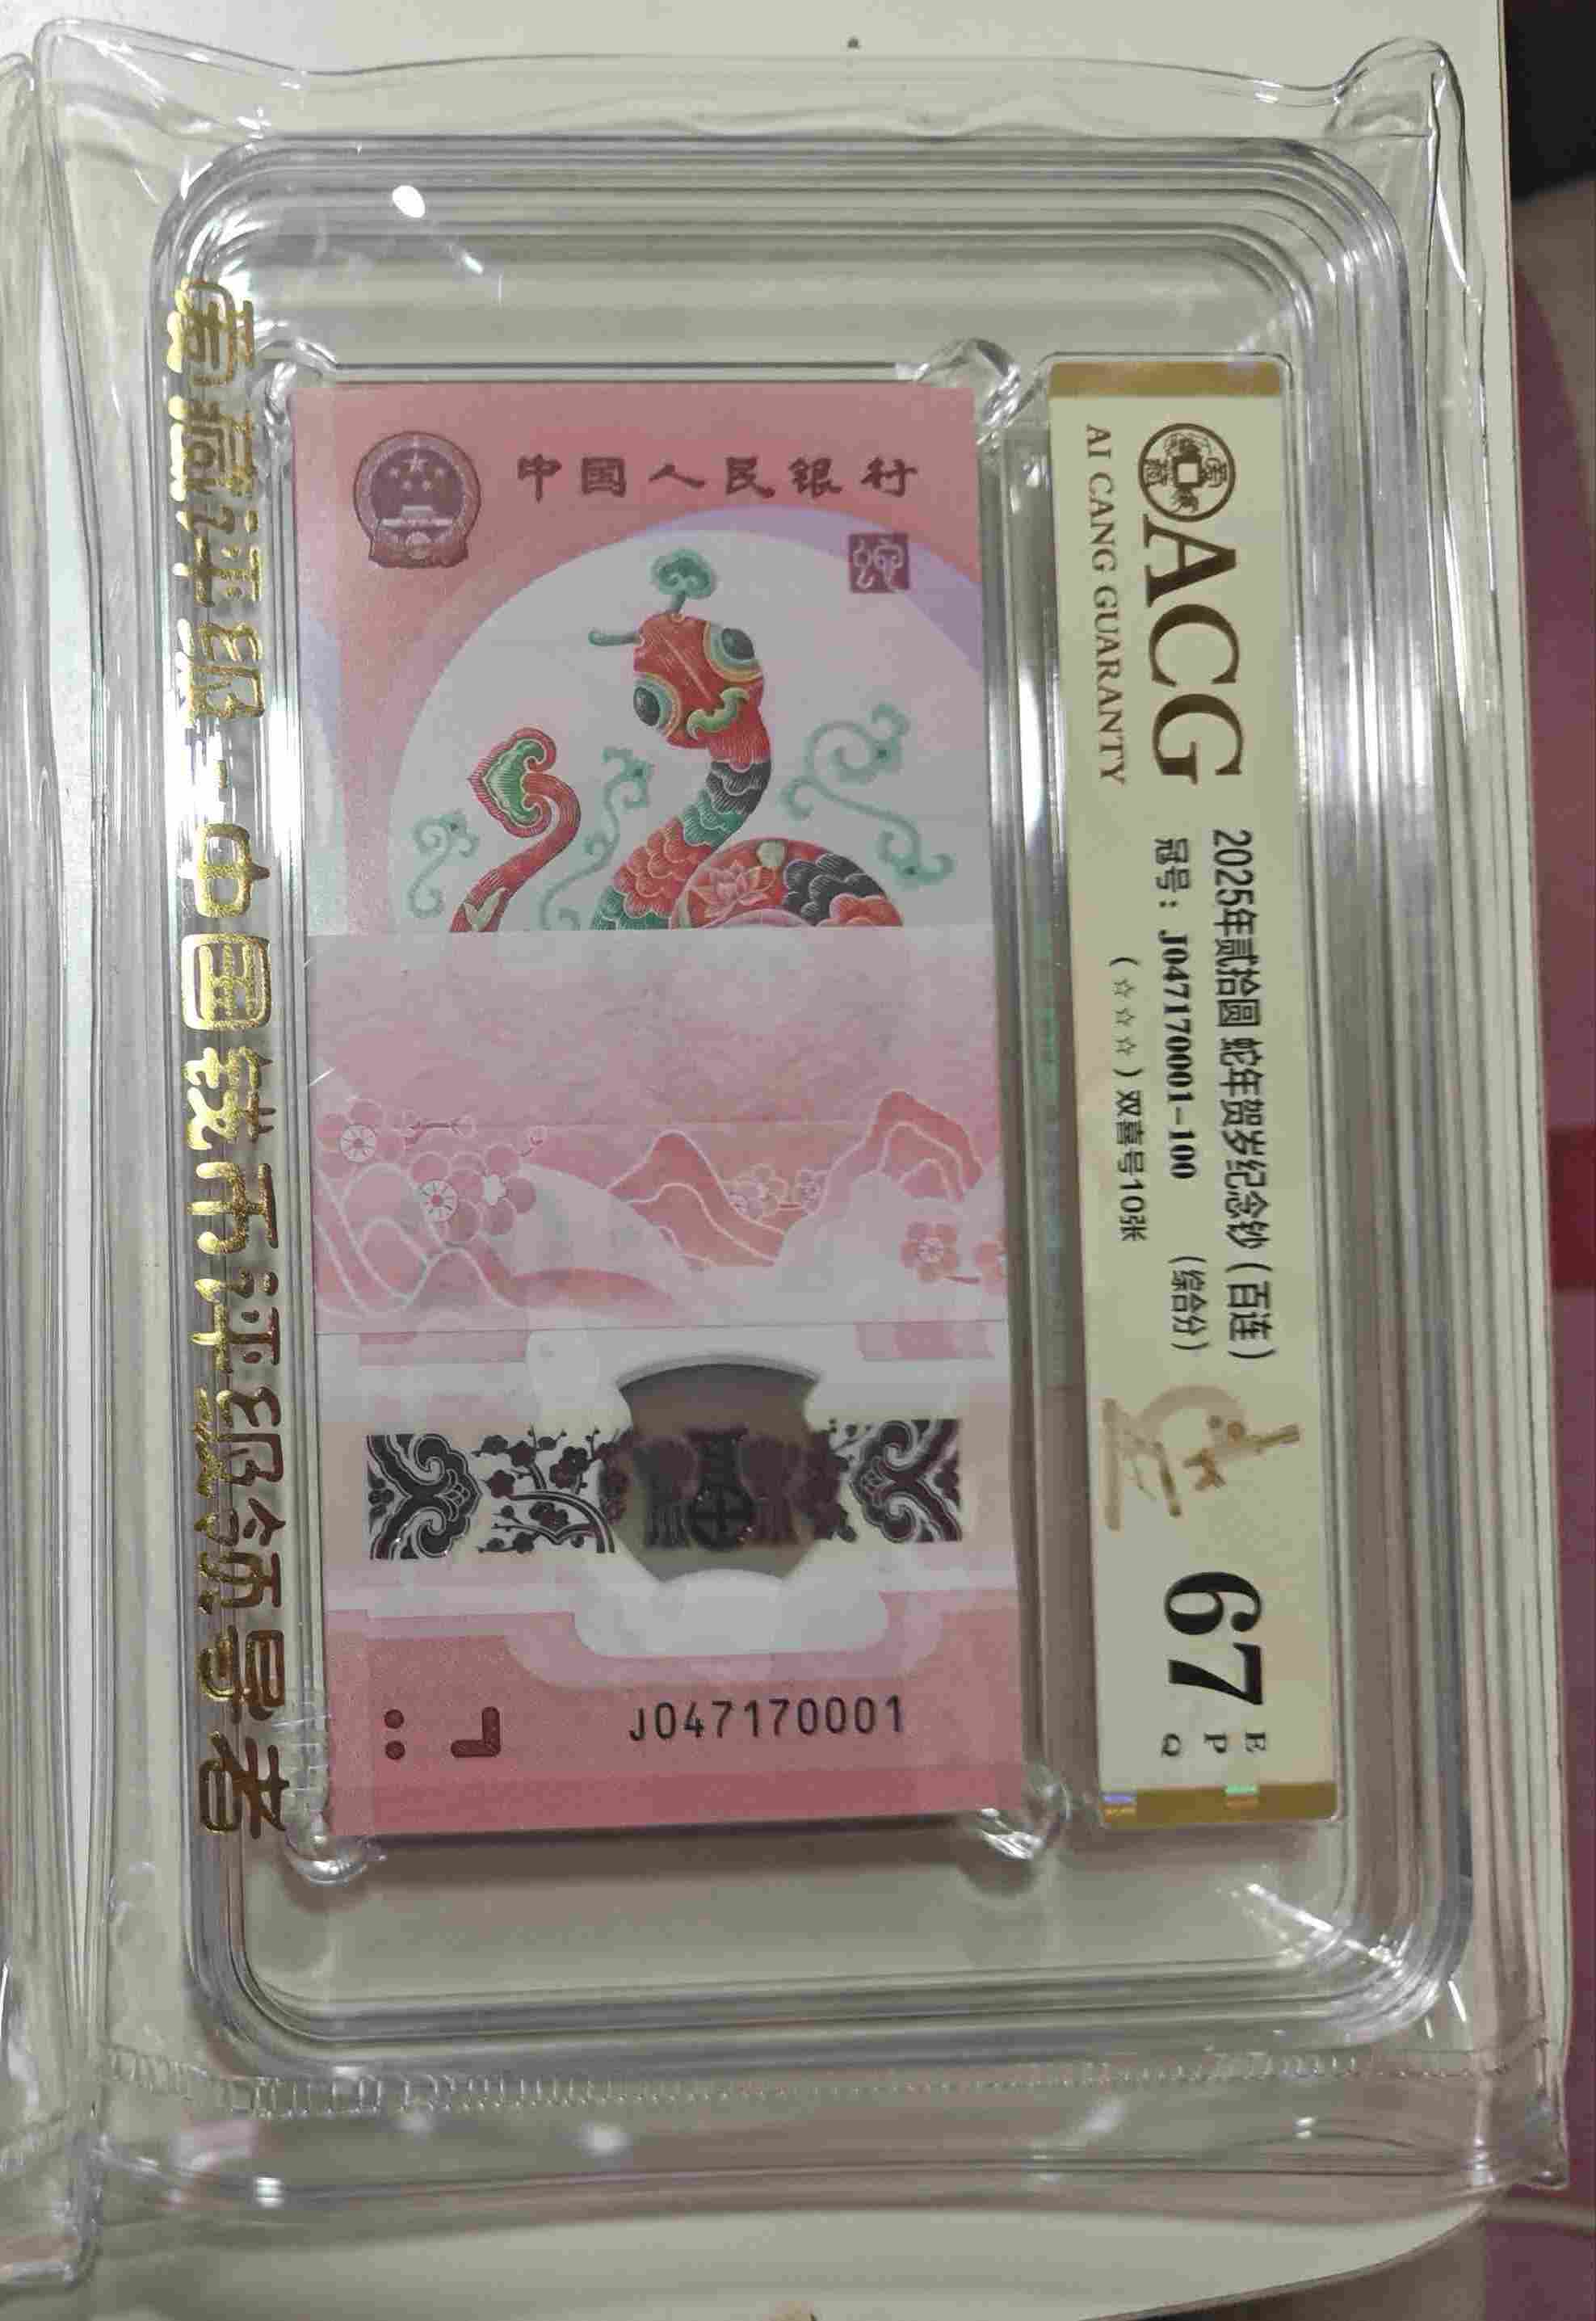 爱藏评级-中国钱币评级领导者
中国人民银行
蛇
J047170001
ACG
AI CANG GUARANTY
2025年贰拾圆 蛇年贺岁纪念钞（百连）
冠号：J047170001-100 （综合分）
（☆☆☆）双喜号10张
67
E
P
Q